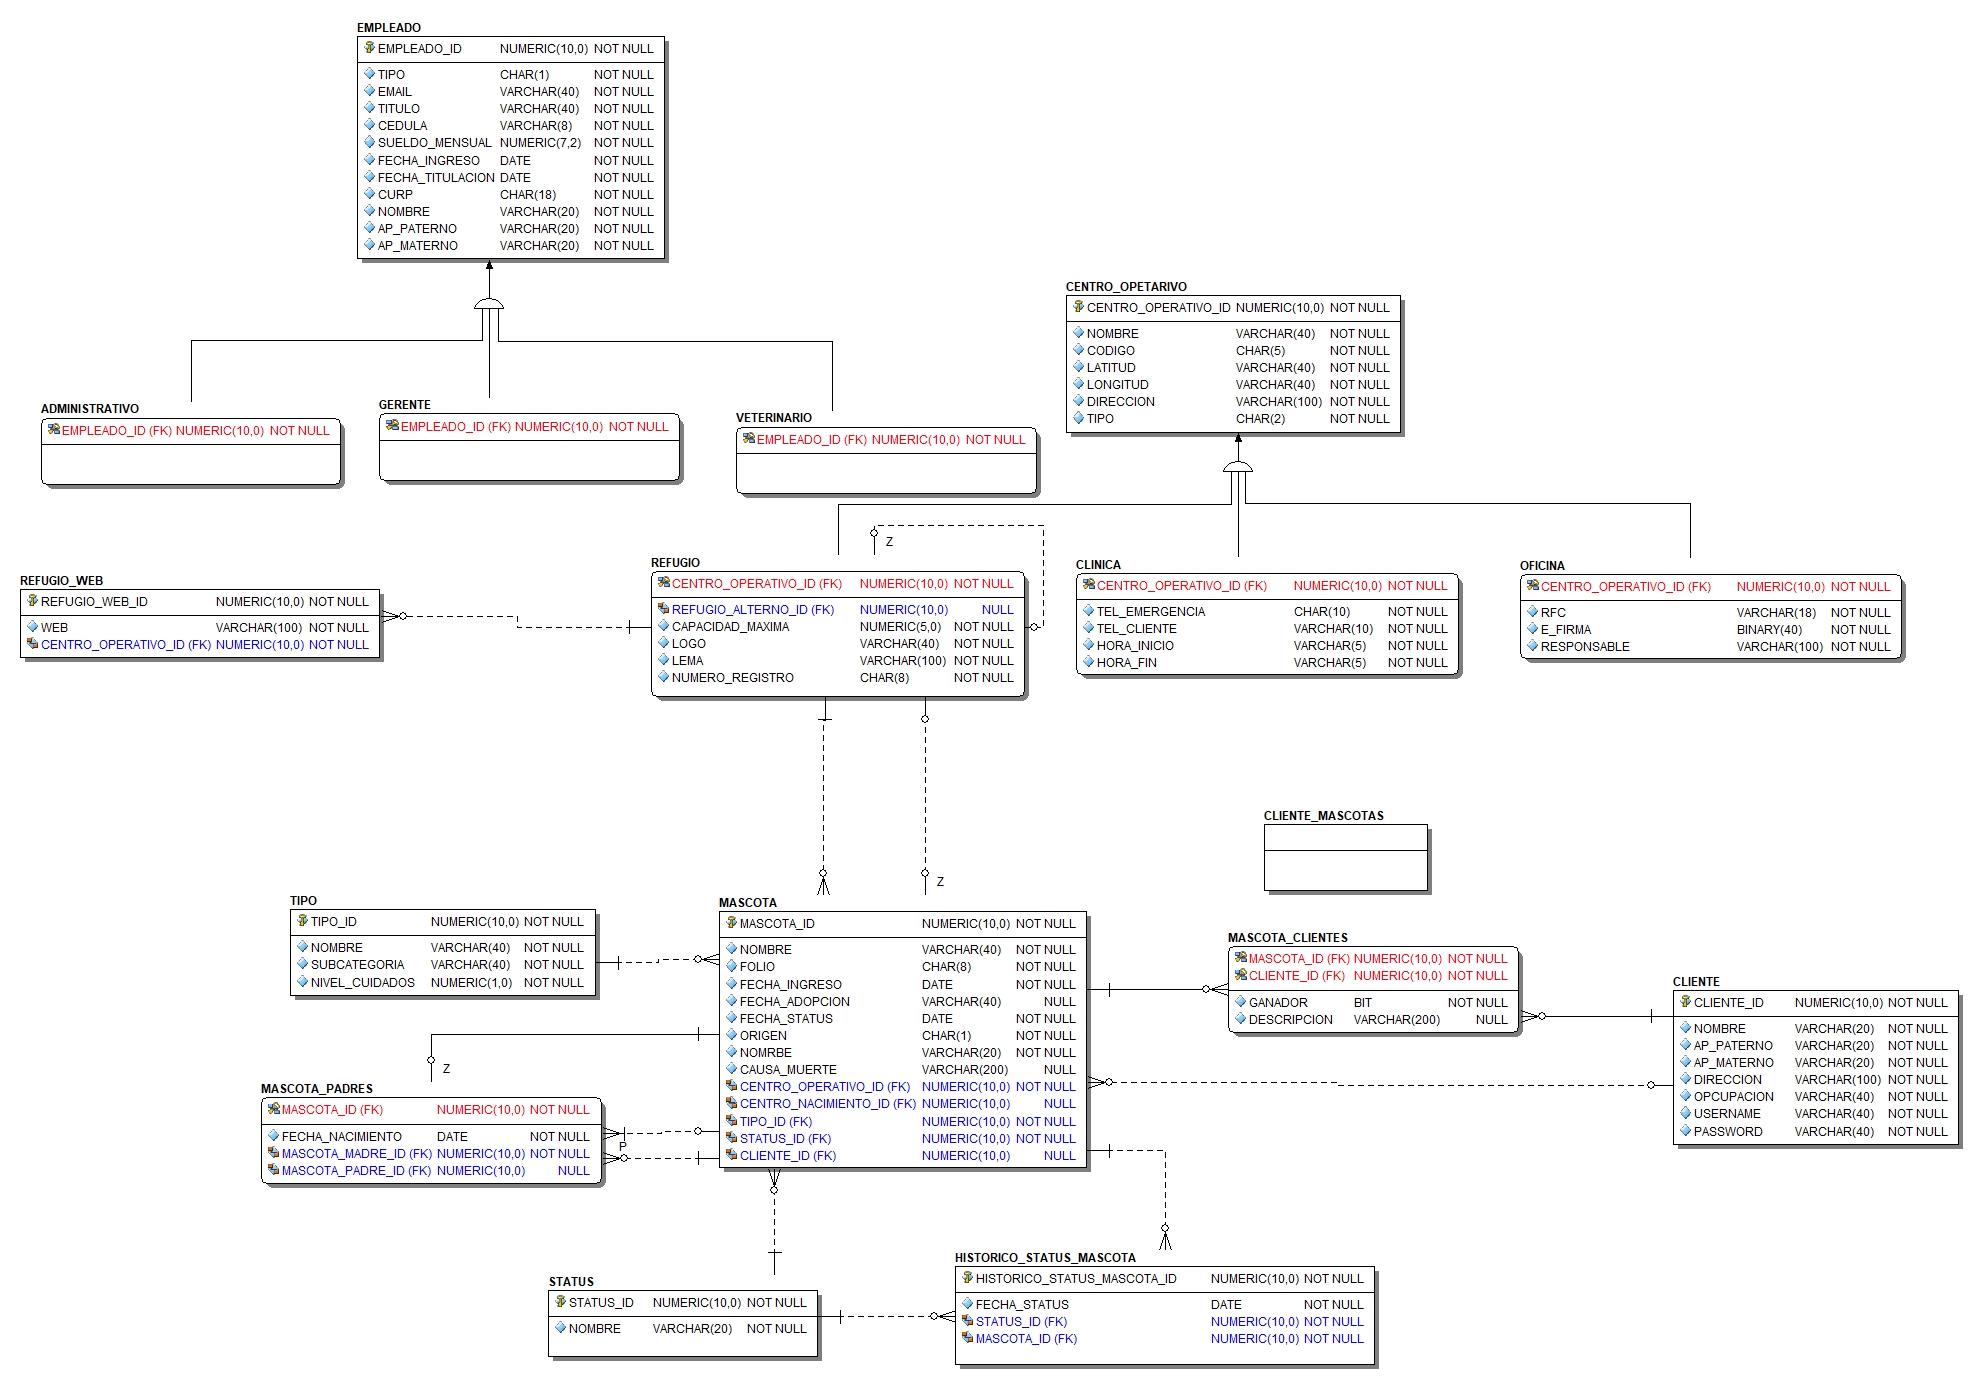 EMPLEADO
EMPLEADO_ID NUMERIC(10,0) NOT NULL
TIPO CHAR(1) NOT NULL
EMAIL VARCHAR(40) NOT NULL
TITULO VARCHAR(40) NOT NULL
CEDULA VARCHAR(8) NOT NULL
SUELDO_MENSUAL NUMERIC(7,2) NOT NULL
FECHA_INGRESO DATE NOT NULL
FECHA_TITULACION DATE NOT NULL
CURP CHAR(18) NOT NULL
NOMBRE VARCHAR(20) NOT NULL
AP_PATERNO VARCHAR(20) NOT NULL
AP_MATERNO VARCHAR(20) NOT NULL
CENTRO_OPETARIVO
CENTRO_OPERATIVO_ID NUMERIC(10,0) NOT NULL
NOMBRE VARCHAR(40) NOT NULL
CODIGO CHAR(5) NOT NULL
LATITUD VARCHAR(40) NOT NULL
LONGITUD VARCHAR(40) NOT NULL
DIRECCION VARCHAR(100) NOT NULL
TIPO CHAR(2) NOT NULL
ADMINISTRATIVO
EMPLEADO_ID (FK) NUMERIC(10,0) NOT NULL
GERENTE
EMPLEADO_ID (FK) NUMERIC(10,0) NOT NULL
VETERINARIO
EMPLEADO_ID (FK) NUMERIC(10,0) NOT NULL
Z
REFUGIO_WEB
REFUGIO_WEB_ID NUMERIC(10,0) NOT NULL
WEB VARCHAR(100) NOT NULL
CENTRO_OPERATIVO_ID (FK) NUMERIC(10,0) NOT NULL
REFUGIO
CENTRO_OPERATIVO_ID (FK) NUMERIC(10,0) NOT NULL
REFUGIO_ALTERNO_ID (FK) NUMERIC(10,0) NULL
CAPACIDAD_MAXIMA NUMERIC(5,0) NOT NULL
LOGO VARCHAR(40) NOT NULL
LEMA VARCHAR(100) NOT NULL
NUMERO_REGISTRO CHAR(8) NOT NULL
CLINICA
CENTRO_OPERATIVO_ID (FK) NUMERIC(10,0) NOT NULL
TEL_EMERGENCIA CHAR(10) NOT NULL
TEL_CLIENTE VARCHAR(10) NOT NULL
HORA_INICIO VARCHAR(5) NOT NULL
HORA_FIN VARCHAR(5) NOT NULL
OFICINA
CENTRO_OPERATIVO_ID (FK) NUMERIC(10,0) NOT NULL
RFC VARCHAR(18) NOT NULL
E_FIRMA BINARY(40) NOT NULL
RESPONSABLE VARCHAR(100) NOT NULL
CLIENTE_MASCOTAS
Z
TIPO
TIPO_ID NUMERIC(10,0) NOT NULL
NOMBRE VARCHAR(40) NOT NULL
SUBCATEGORIA VARCHAR(40) NOT NULL
NIVEL_CUIDADOS NUMERIC(1,0) NOT NULL
MASCOTA
MASCOTA_ID NUMERIC(10,0) NOT NULL
NOMBRE VARCHAR(40) NOT NULL
FOLIO CHAR(8) NOT NULL
FECHA_INGRESO DATE NOT NULL
FECHA_ADOPCION VARCHAR(40) NULL
FECHA_STATUS DATE NOT NULL
ORIGEN CHAR(1) NOT NULL
NOMRBE VARCHAR(20) NOT NULL
CAUSA_MUERTE VARCHAR(200) NULL
CENTRO_OPERATIVO_ID (FK) NUMERIC(10,0) NOT NULL
CENTRO_NACIMIENTO_ID (FK) NUMERIC(10,0) NULL
TIPO_ID (FK) NUMERIC(10,0) NOT NULL
STATUS_ID (FK) NUMERIC(10,0) NOT NULL
CLIENTE_ID (FK) NUMERIC(10,0) NULL
MASCOTA_CLIENTES
MASCOTA_ID (FK) NUMERIC(10,0) NOT NULL
CLIENTE_ID (FK) NUMERIC(10,0) NOT NULL
GANADOR BIT NOT NULL
DESCRIPCION VARCHAR(200) NULL
CLIENTE
CLIENTE_ID NUMERIC(10,0) NOT NULL
NOMBRE VARCHAR(20) NOT NULL
AP_PATERNO VARCHAR(20) NOT NULL
AP_MATERNO VARCHAR(20) NOT NULL
DIRECCION VARCHAR(100) NOT NULL
OPCUPACION VARCHAR(40) NOT NULL
USERNAME VARCHAR(40) NOT NULL
PASSWORD VARCHAR(40) NOT NULL
Z
MASCOTA_PADRES
MASCOTA_ID (FK) NUMERIC(10,0) NOT NULL
FECHA_NACIMIENTO DATE NOT NULL
MASCOTA_MADRE_ID (FK) NUMERIC(10,0) NOT NULL
MASCOTA_PADRE_ID (FK) NUMERIC(10,0) NULL
P
STATUS
STATUS_ID NUMERIC(10,0) NOT NULL
NOMBRE VARCHAR(20) NOT NULL
HISTORICO_STATUS_MASCOTA
HISTORICO_STATUS_MASCOTA_ID NUMERIC(10,0) NOT NULL
FECHA_STATUS DATE NOT NULL
STATUS_ID (FK) NUMERIC(10,0) NOT NULL
MASCOTA_ID (FK) NUMERIC(10,0) NOT NULL